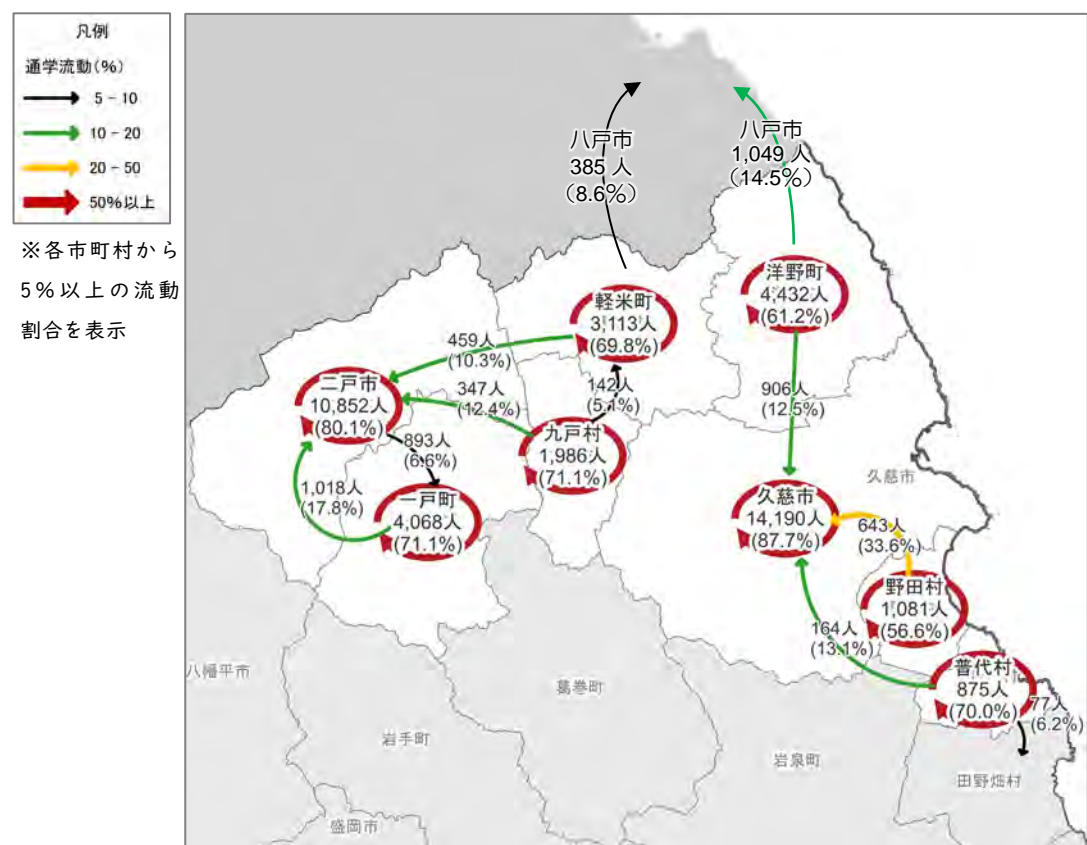 凡例
通学流動(%)
5 - 10
10 - 20
20 - 50
50%以上
※各市町村から
5%以上の流動
割合を表示
八戸市
385 人
(8.6%)
八戸市
1,049 人
(14.5%)
洋野町
4,432人
(61.2%)
軽米町
3,113人
(69.8%)
459人
(10.3%)
二戸市
10,852人
(80.1%)
347人
(12.4%)
142人
(5.1%)
906人
(12.5%)
九戸村
1,986人
(71.1%)
893人
(6.6%)
1,018人
(17.8%)
一戸町
4,068人
(71.1%)
久慈市
14,190人
(87.7%)
久慈市
643人
(33.6%)
野田村
1,081人
(56.6%)
164人
(13.1%)
普代村
875人
(70.0%)
77人
(6.2%)
八幡平市
葛巻町
岩手町
岩泉町
田野畑村
盛岡市